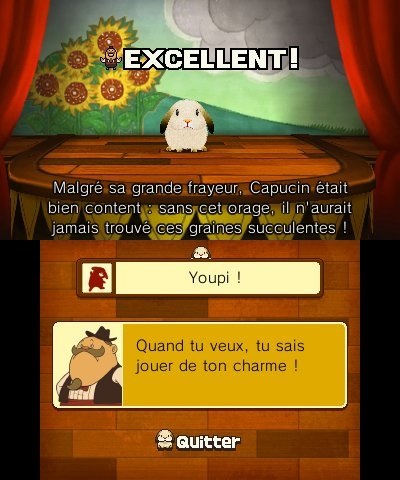 EXCELLENT!
Malgré sa grande frayeur, Capucin était
bien content : sans cet orage, il n'aurait
jamais trouvé ces graines succulentes !
Youpi !
Quand tu veux, tu sais
jouer de ton charme !
Quitter